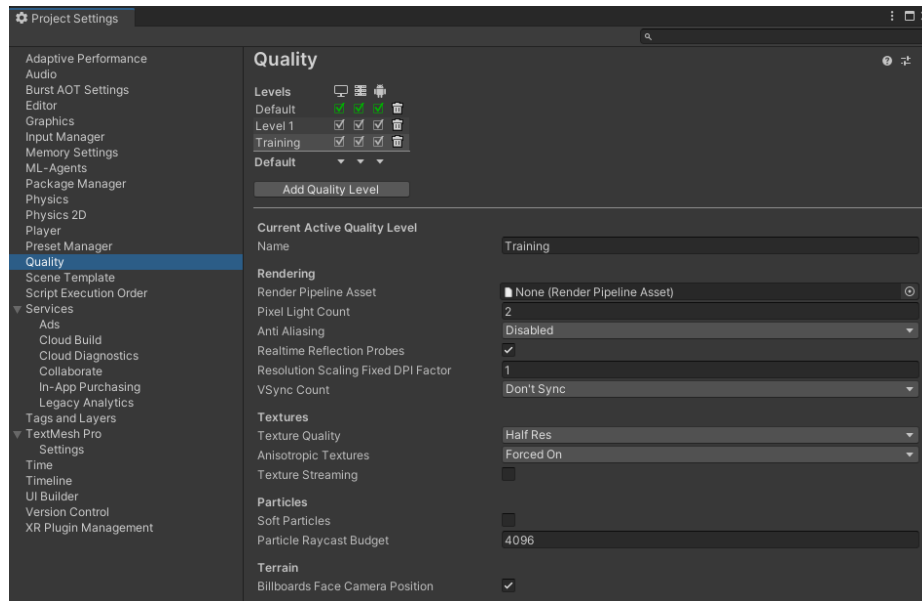 Project Settings
Adaptive Performance
Audio
Burst AOT Settings
Editor
Graphics
Input Manager
Memory Settings
ML-Agents
Package Manager
Physics
Physics 2D
Player
Preset Manager
Quality
Scene Template
Script Execution Order
Services
Ads
Cloud Build
Cloud Diagnostics
Collaborate
In-App Purchasing
Legacy Analytics
Tags and Layers
TextMesh Pro
Settings
Time
Timeline
UI Builder
Version Control
XR Plugin Management
Quality
Levels
Default
Level 1
Training
Default
Add Quality Level
Current Active Quality Level
Name Training
Rendering
Render Pipeline Asset None (Render Pipeline Asset)
Pixel Light Count 2
Anti Aliasing Disabled
Realtime Reflection Probes
Resolution Scaling Fixed DPI Factor 1
VSync Count Don't Sync
Textures
Texture Quality Half Res
Anisotropic Textures Forced On
Texture Streaming
Particles
Soft Particles
Particle Raycast Budget 4096
Terrain
Billboards Face Camera Position